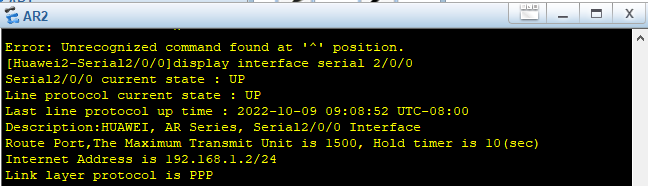 AR2
Error: Unrecognized command found at '^' position.
[Huawei2-Serial2/0/0]display interface serial 2/0/0
Serial2/0/0 current state : UP
Line protocol current state : UP
Last line protocol up time : 2022-10-09 09:08:52 UTC-08:00
Description:HUAWEI, AR Series, Serial2/0/0 Interface
Route Port,The Maximum Transmit Unit is 1500, Hold timer is 10(sec)
Internet Address is 192.168.1.2/24
Link layer protocol is PPP